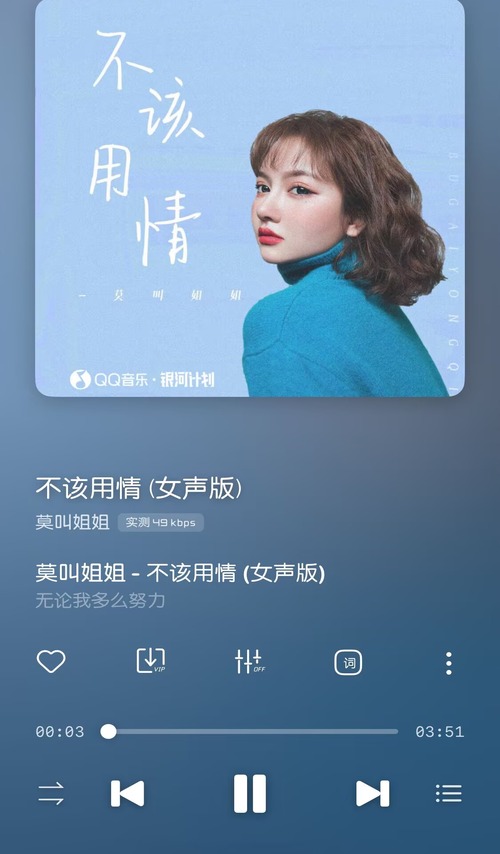 不
该
用
情
莫叫姐姐
BUGAIYONGQI
QQ音乐·银河计划
不该用情 (女声版)
莫叫姐姐 实测 49 kbps
莫叫姐姐 - 不该用情 (女声版)
无论我多么努力
VIP OFF 词
00:03 03:51